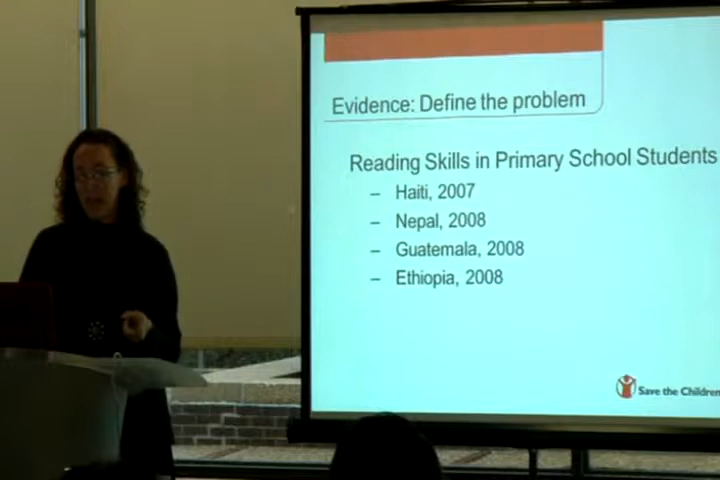 Evidence: Define the problem
Reading Skills in Primary School Students
– Haiti, 2007
– Nepal, 2008
– Guatemala, 2008
– Ethiopia, 2008
Save the Children